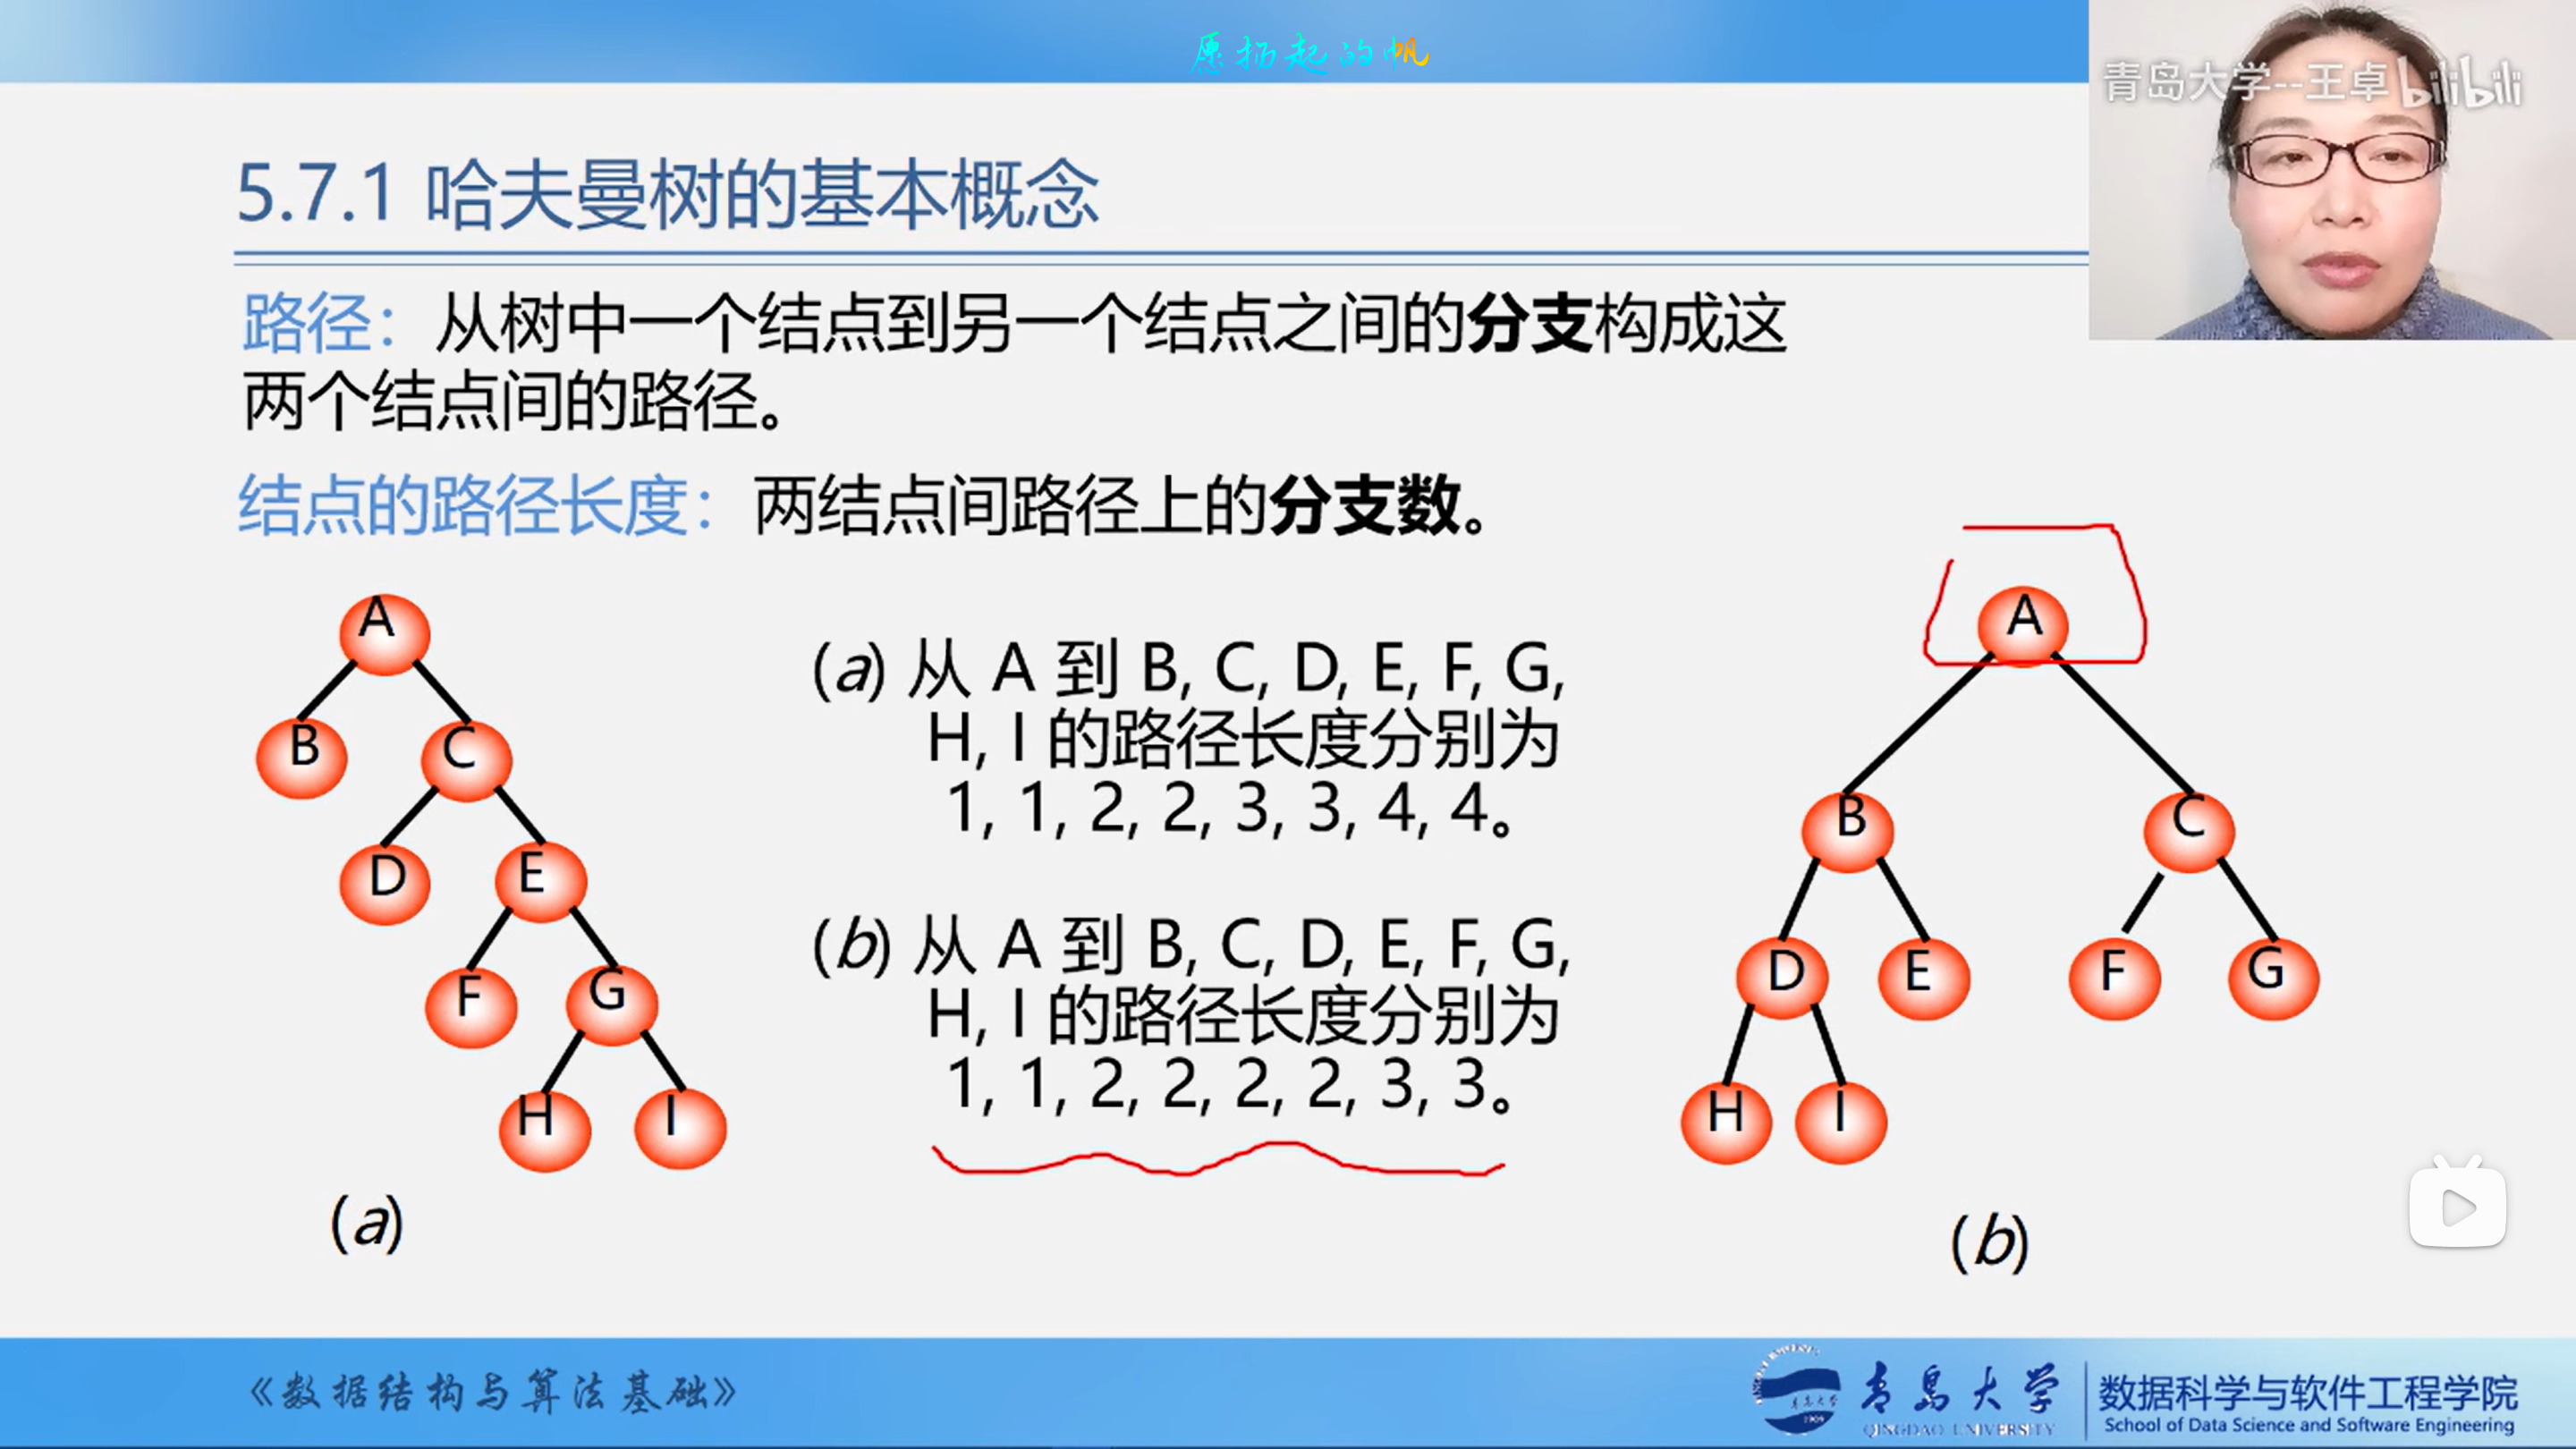 愿扬起的帆
青岛大学--王卓 bilibili
5.7.1 哈夫曼树的基本概念
路径：从树中一个结点到另一个结点之间的分支构成这
两个结点间的路径。
结点的路径长度：两结点间路径上的分支数。
A
B
C
D
E
F
G
H
I
(a)
(a) 从 A 到 B, C, D, E, F, G,
H, I 的路径长度分别为
1, 1, 2, 2, 3, 3, 4, 4。
(b) 从 A 到 B, C, D, E, F, G,
H, I 的路径长度分别为
1, 1, 2, 2, 2, 2, 3, 3。
A
B
C
D
E
F
G
H
I
(b)
《数据结构与算法基础》
青岛大学
QINGDAO UNIVERSITY
数据科学与软件工程学院
School of Data Science and Software Engineering